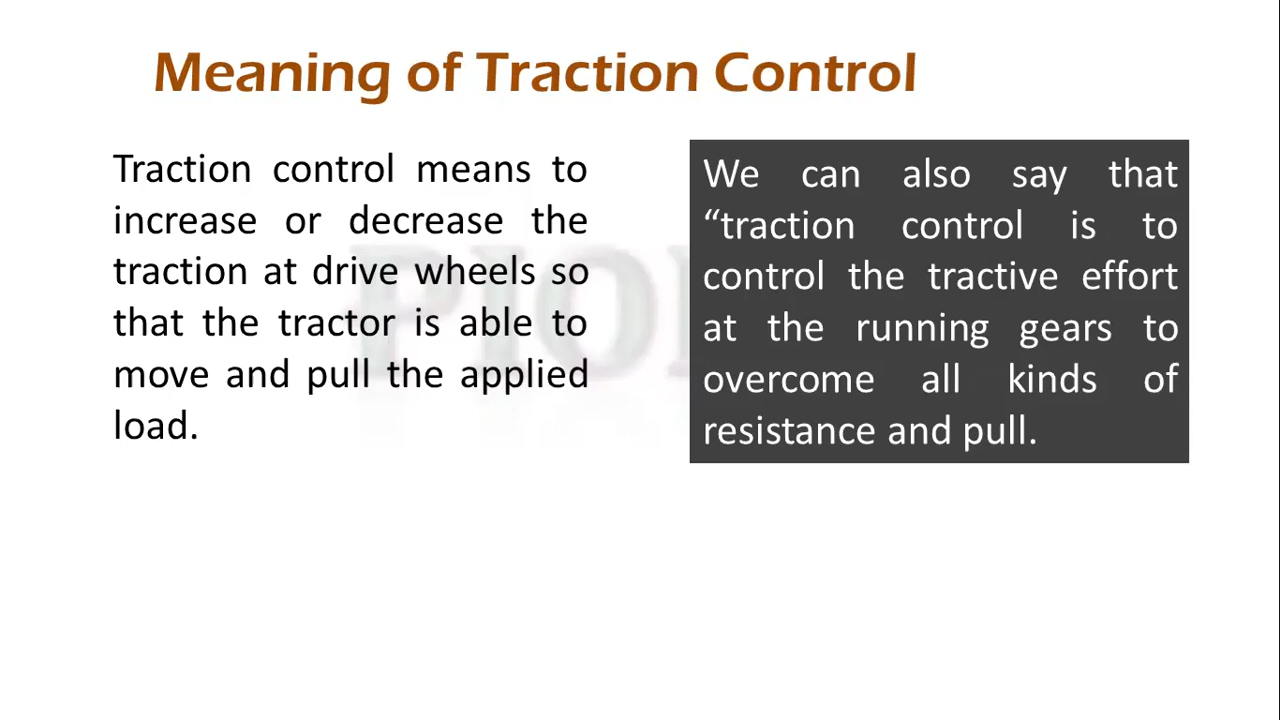 Meaning of Traction Control
Traction control means to
increase or decrease the
traction at drive wheels so
that the tractor is able to
move and pull the applied
load.
We can also say that
“traction control is to
control the tractive effort
at the running gears to
overcome all kinds of
resistance and pull.